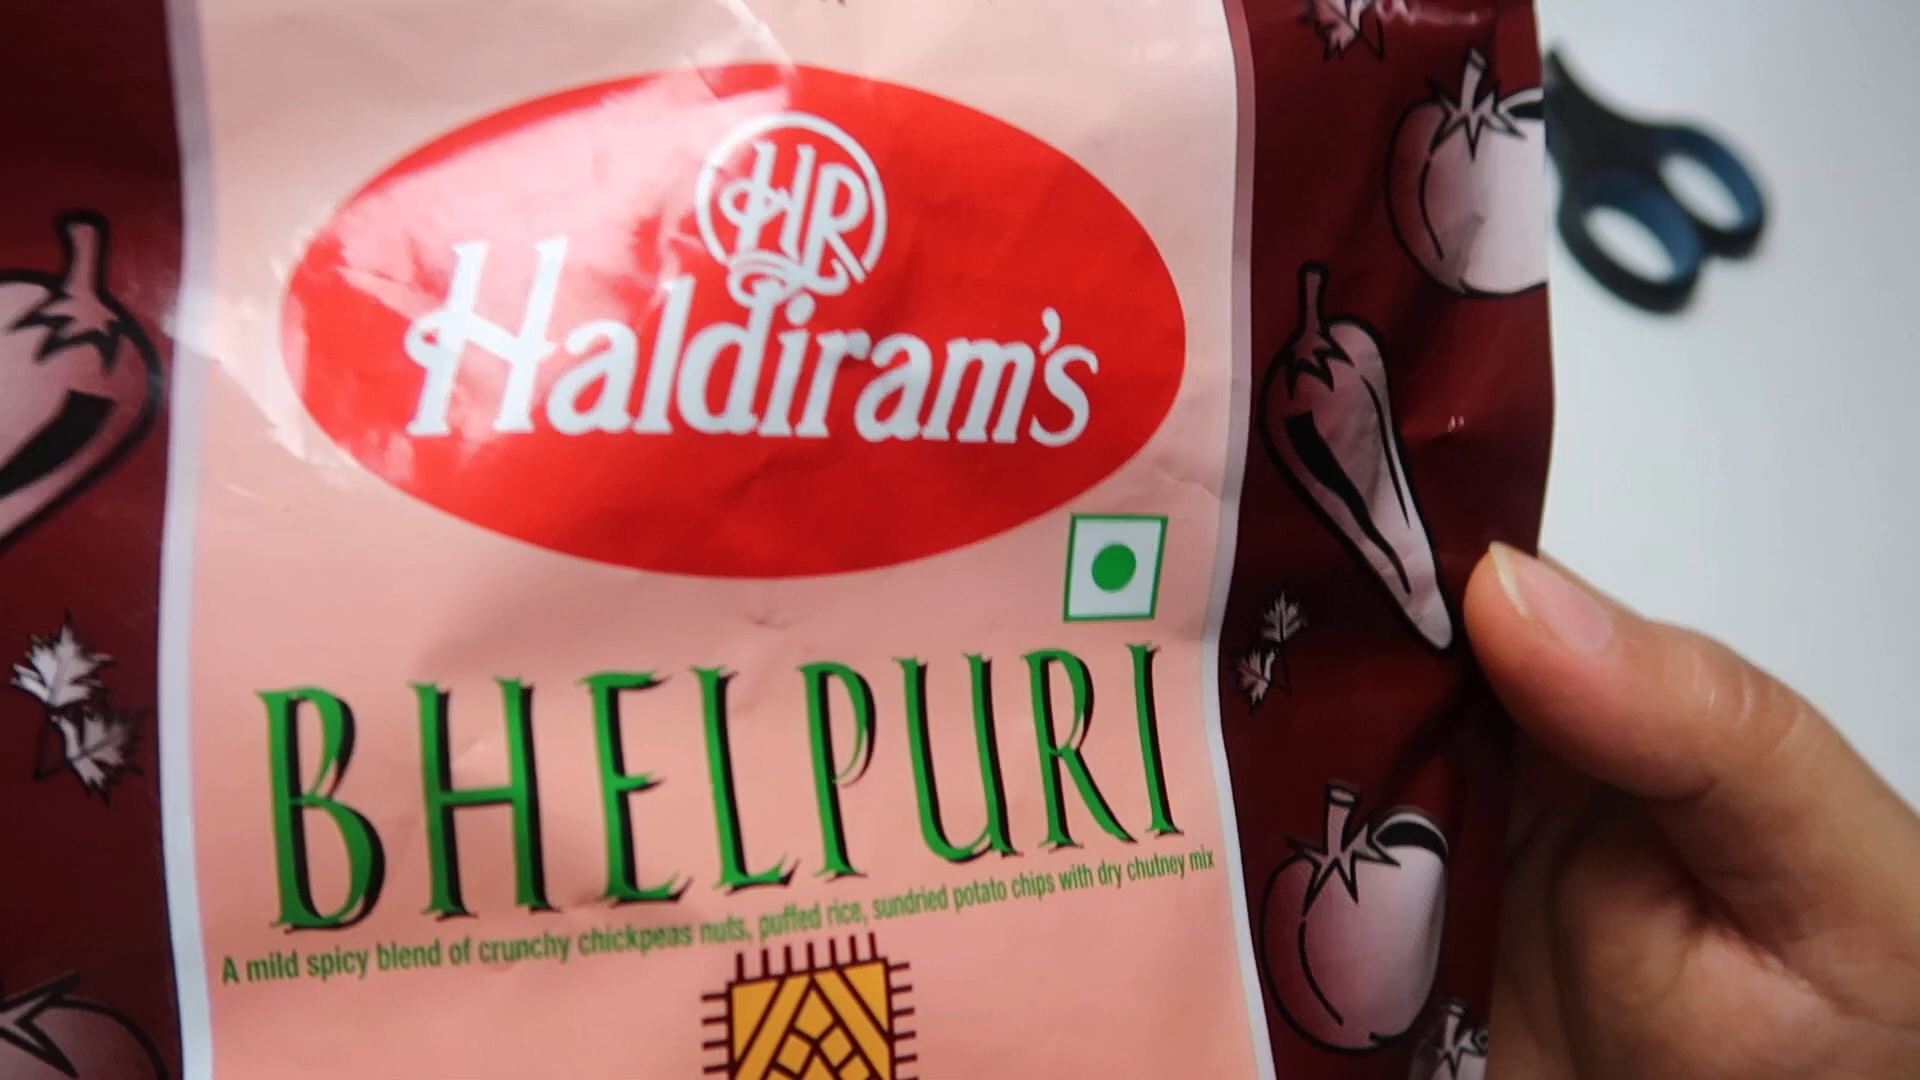 HR
Haldiram's
BHELPURI
A mild spicy blend of crunchy chickpeas nuts, puffed rice, sundried potato chips with dry chutney mix